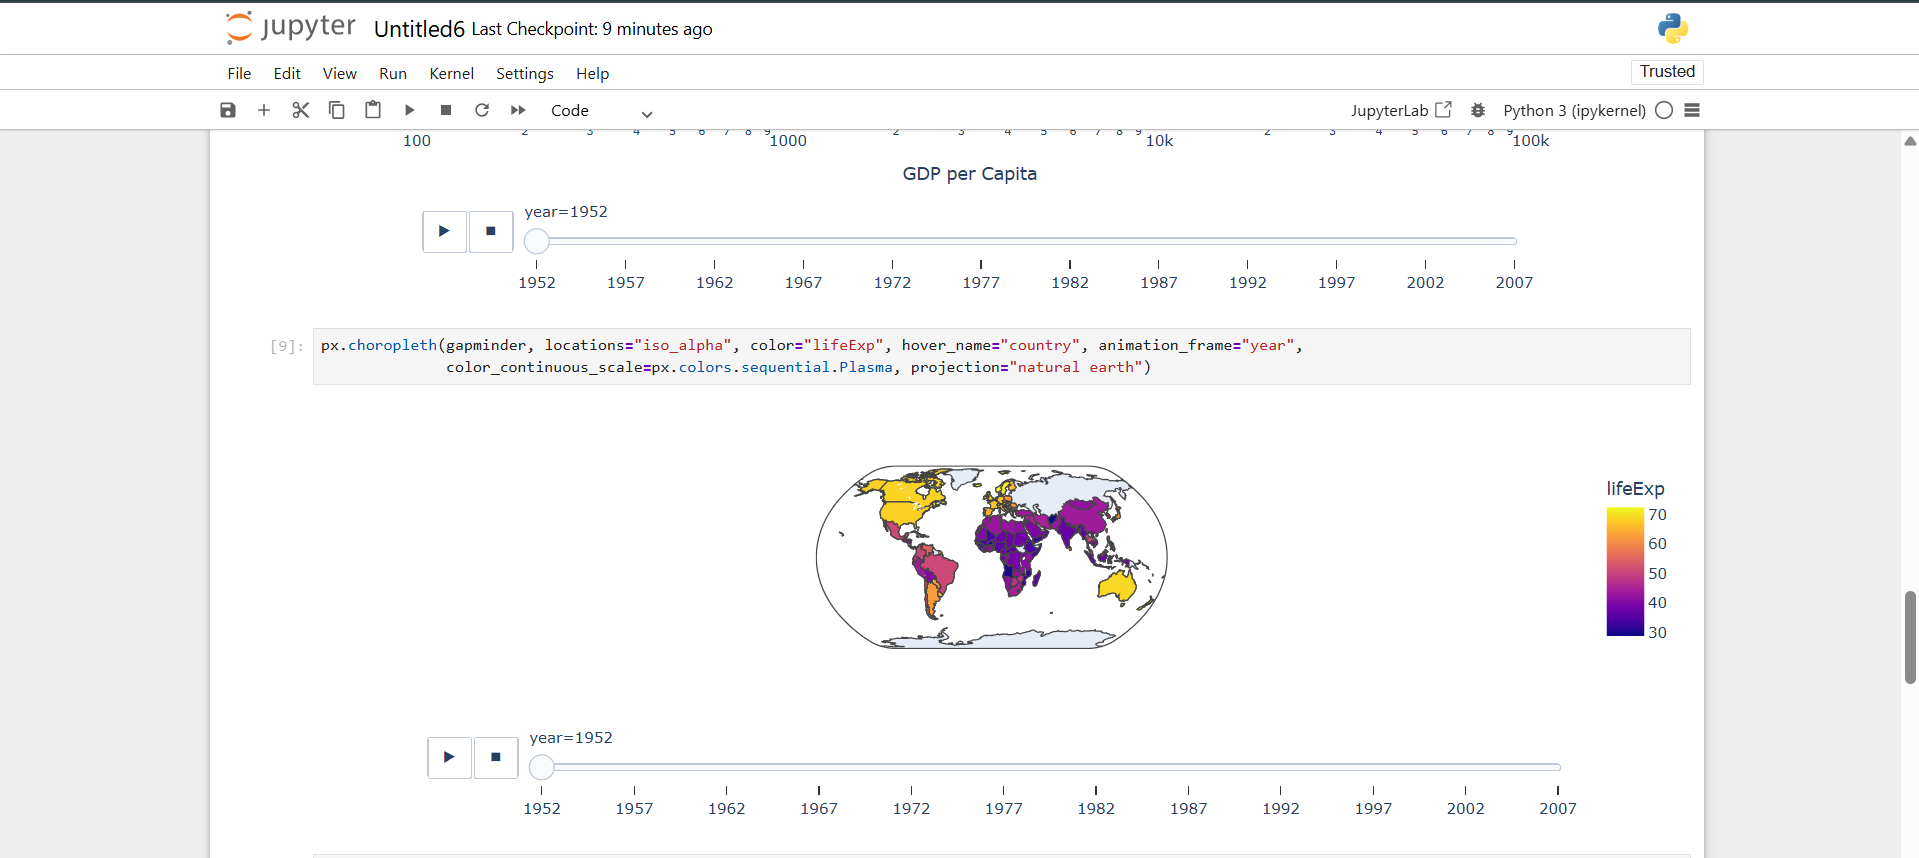 jupyter Untitled6 Last Checkpoint: 9 minutes ago
File Edit View Run Kernel Settings Help Trusted
Code JupyterLab Python 3 (ipykernel)
2 3 4 5 6 7 8 9 2 3 4 5 6 7 8 9 2 3 4 5 6 7 8 9
100 1000 10k 100k
GDP per Capita
year=1952
1952 1957 1962 1967 1972 1977 1982 1987 1992 1997 2002 2007
[9]: px.choropleth(gapminder, locations="iso_alpha", color="lifeExp", hover_name="country", animation_frame="year",
color_continuous_scale=px.colors.sequential.Plasma, projection="natural earth")
lifeExp
70
60
50
40
30
year=1952
1952 1957 1962 1967 1972 1977 1982 1987 1992 1997 2002 2007